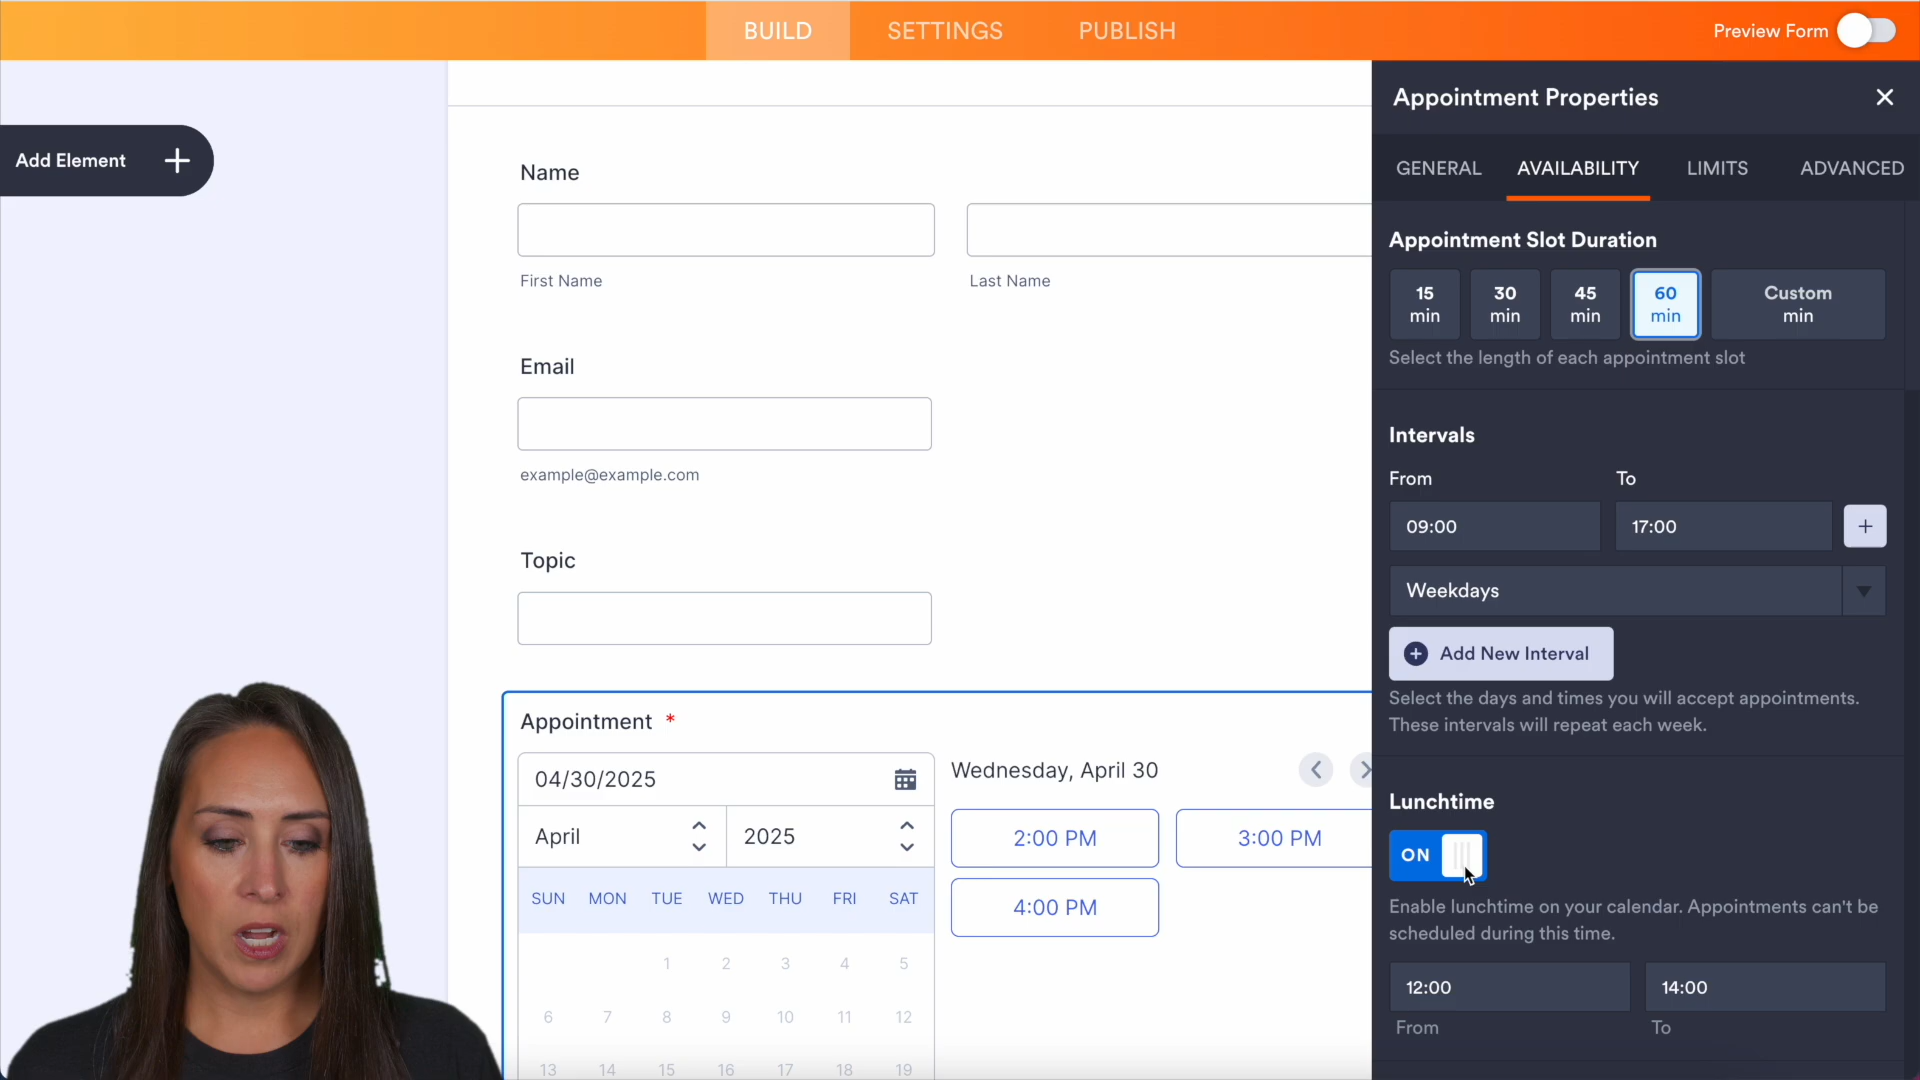 BUILD
SETTINGS
PUBLISH
Preview Form
Add Element
Name
First Name
Last Name
Email
example@example.com
Topic
Appointment *
04/30/2025
April
2025
SUN MON TUE WED THU FRI SAT
1 2 3 4 5
6 7 8 9 10 11 12
13 14 15 16 17 18 19
Wednesday, April 30
2:00 PM
3:00 PM
4:00 PM
Appointment Properties
GENERAL
AVAILABILITY
LIMITS
ADVANCED
Appointment Slot Duration
15 min
30 min
45 min
60 min
Custom min
Select the length of each appointment slot
Intervals
From
To
09:00
17:00
Weekdays
Add New Interval
Select the days and times you will accept appointments.
These intervals will repeat each week.
Lunchtime
ON
Enable lunchtime on your calendar. Appointments can't be
scheduled during this time.
12:00
14:00
From
To